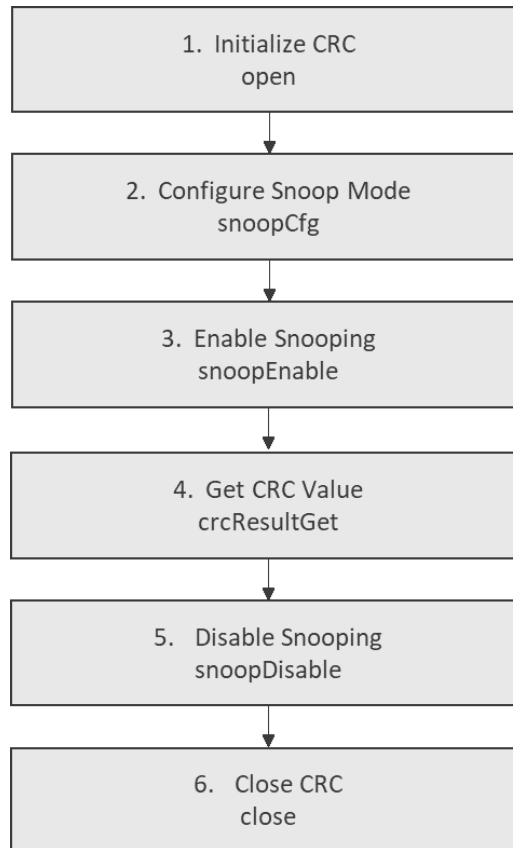 1. Initialize CRC
open
2. Configure Snoop Mode
snoopCfg
3. Enable Snooping
snoopEnable
4. Get CRC Value
crcResultGet
5. Disable Snooping
snoopDisable
6. Close CRC
close